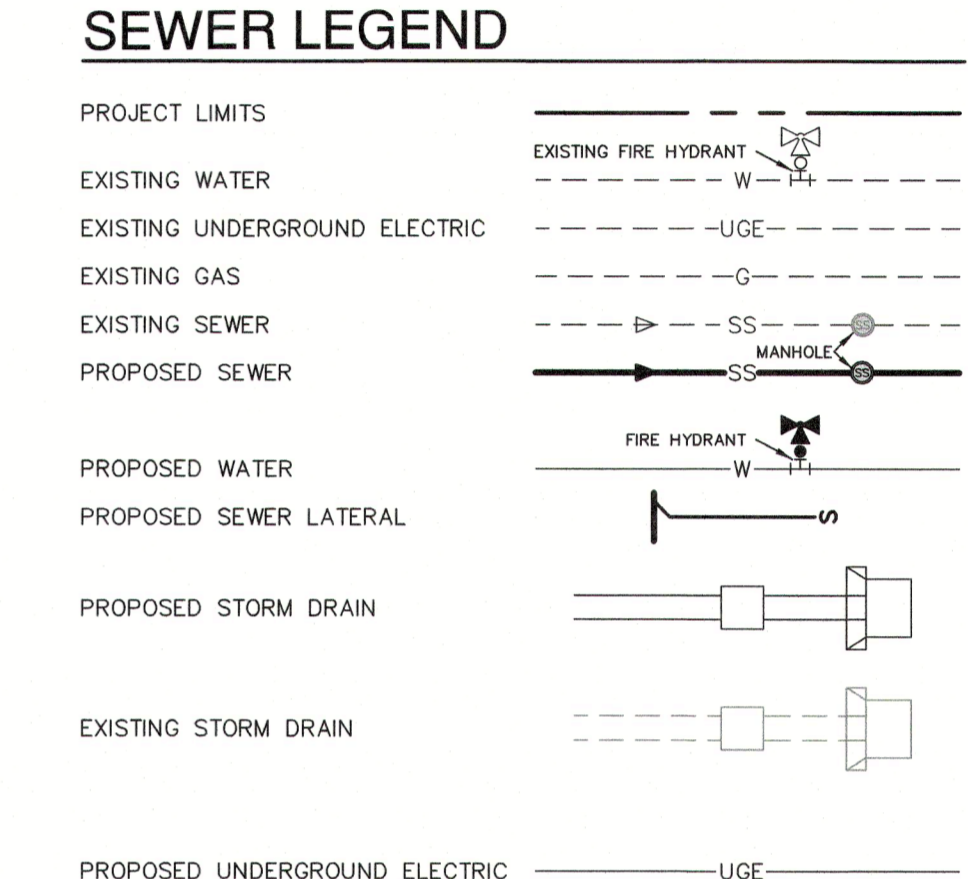 SEWER LEGEND
PROJECT LIMITS
EXISTING FIRE HYDRANT
EXISTING WATER W
EXISTING UNDERGROUND ELECTRIC UGE
EXISTING GAS G
EXISTING SEWER SS SS
MANHOLE
PROPOSED SEWER SS SS
FIRE HYDRANT
PROPOSED WATER W
PROPOSED SEWER LATERAL S
PROPOSED STORM DRAIN
EXISTING STORM DRAIN
PROPOSED UNDERGROUND ELECTRIC UGE